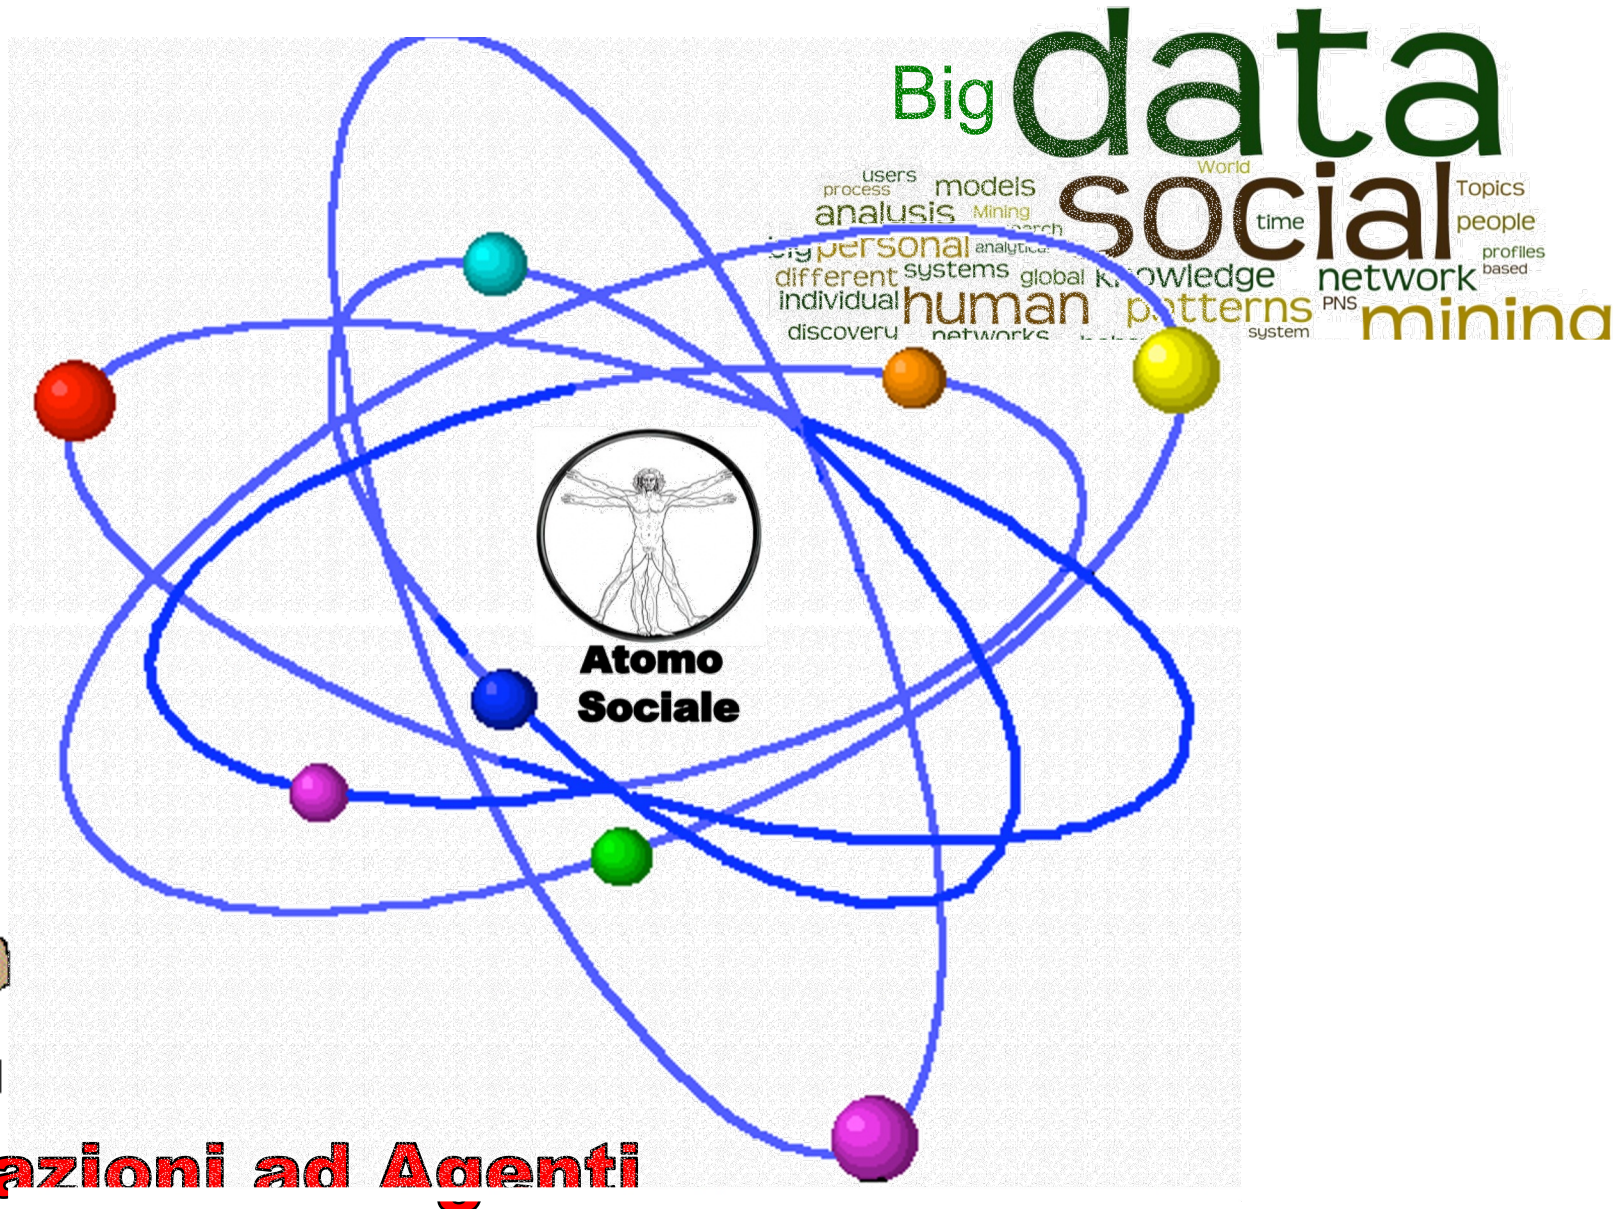 Big data
World
users
process models social Topics
analysis Mining time people
personal profiles
different systems global knowledge network based
individual human patterns PNS mining
discovery networks system
Atomo
Sociale
azioni ad Agenti